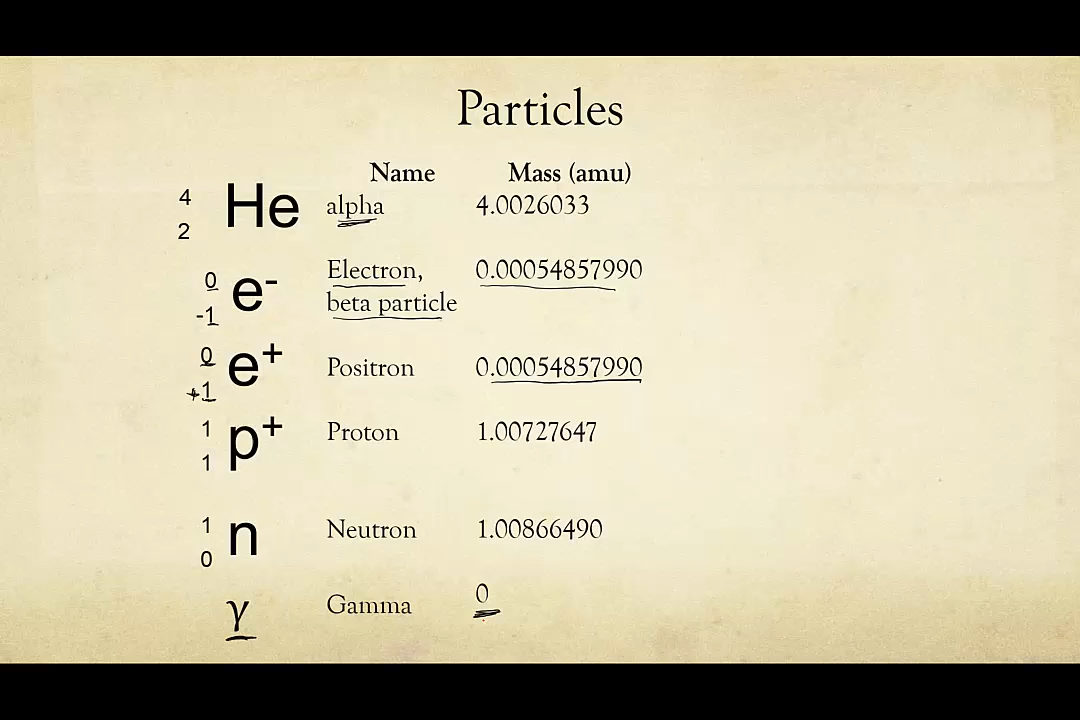 Particles
Name Mass (amu)
4
2 He alpha 4.0026033
0
-1 e- Electron, 0.00054857990
beta particle
0
+1 e+ Positron 0.00054857990
1
1 p+ Proton 1.00727647
1
0 n Neutron 1.00866490
γ Gamma 0